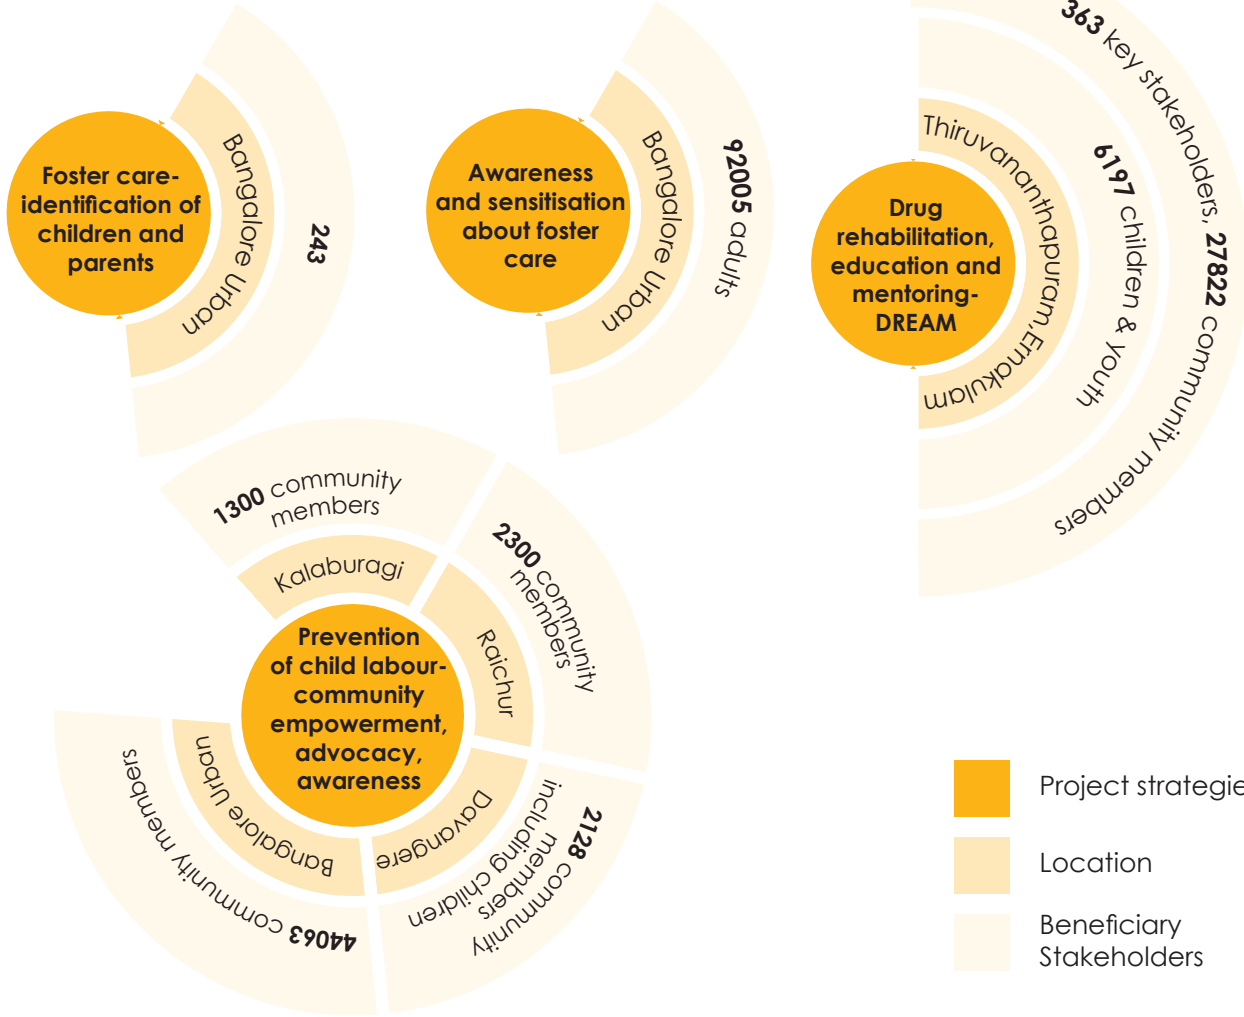 Foster care-
identification of
children and
parents
Bangalore Urban
243
Awareness
and sensitisation
about foster
care
Bangalore Urban
92005 adults
Drug
rehabilitation,
education and
mentoring-
DREAM
Thiruvananthapuram,Ernakulam
6197 children & youth
363 key stakeholders, 27822 community members
Prevention
of child labour-
community
empowerment,
advocacy,
awareness
Kalaburagi
1300 community
members
Raichur
2300 community
members
Davangere
2128 community
members
including children
Bangalore Urban
44063 community members
Project strategie
Location
Beneficiary
Stakeholders